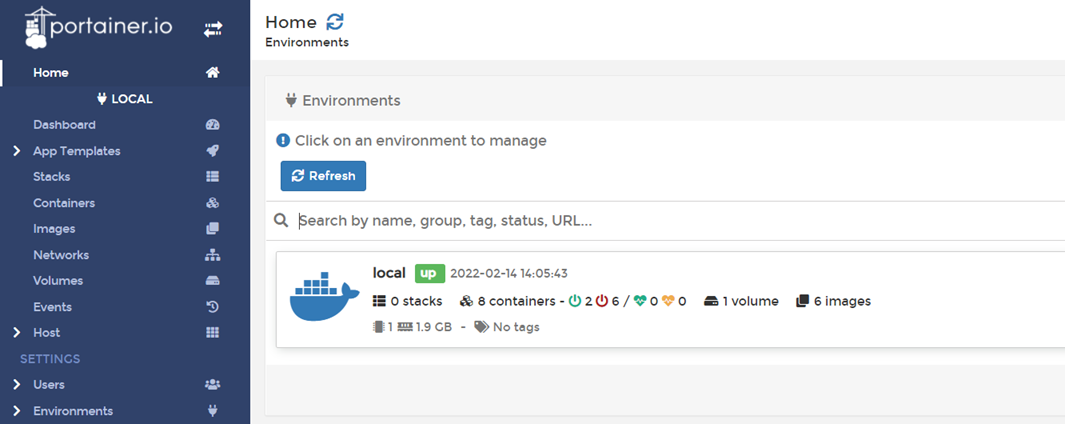 portainer.io
Home
LOCAL
Dashboard
App Templates
Stacks
Containers
Images
Networks
Volumes
Events
Host
SETTINGS
Users
Environments
Home
Environments
Environments
Click on an environment to manage
Refresh
Search by name, group, tag, status, URL...
local up 2022-02-14 14:05:43
0 stacks 8 containers - 2 6 / 0 0 1 volume 6 images
1 1.9 GB - No tags